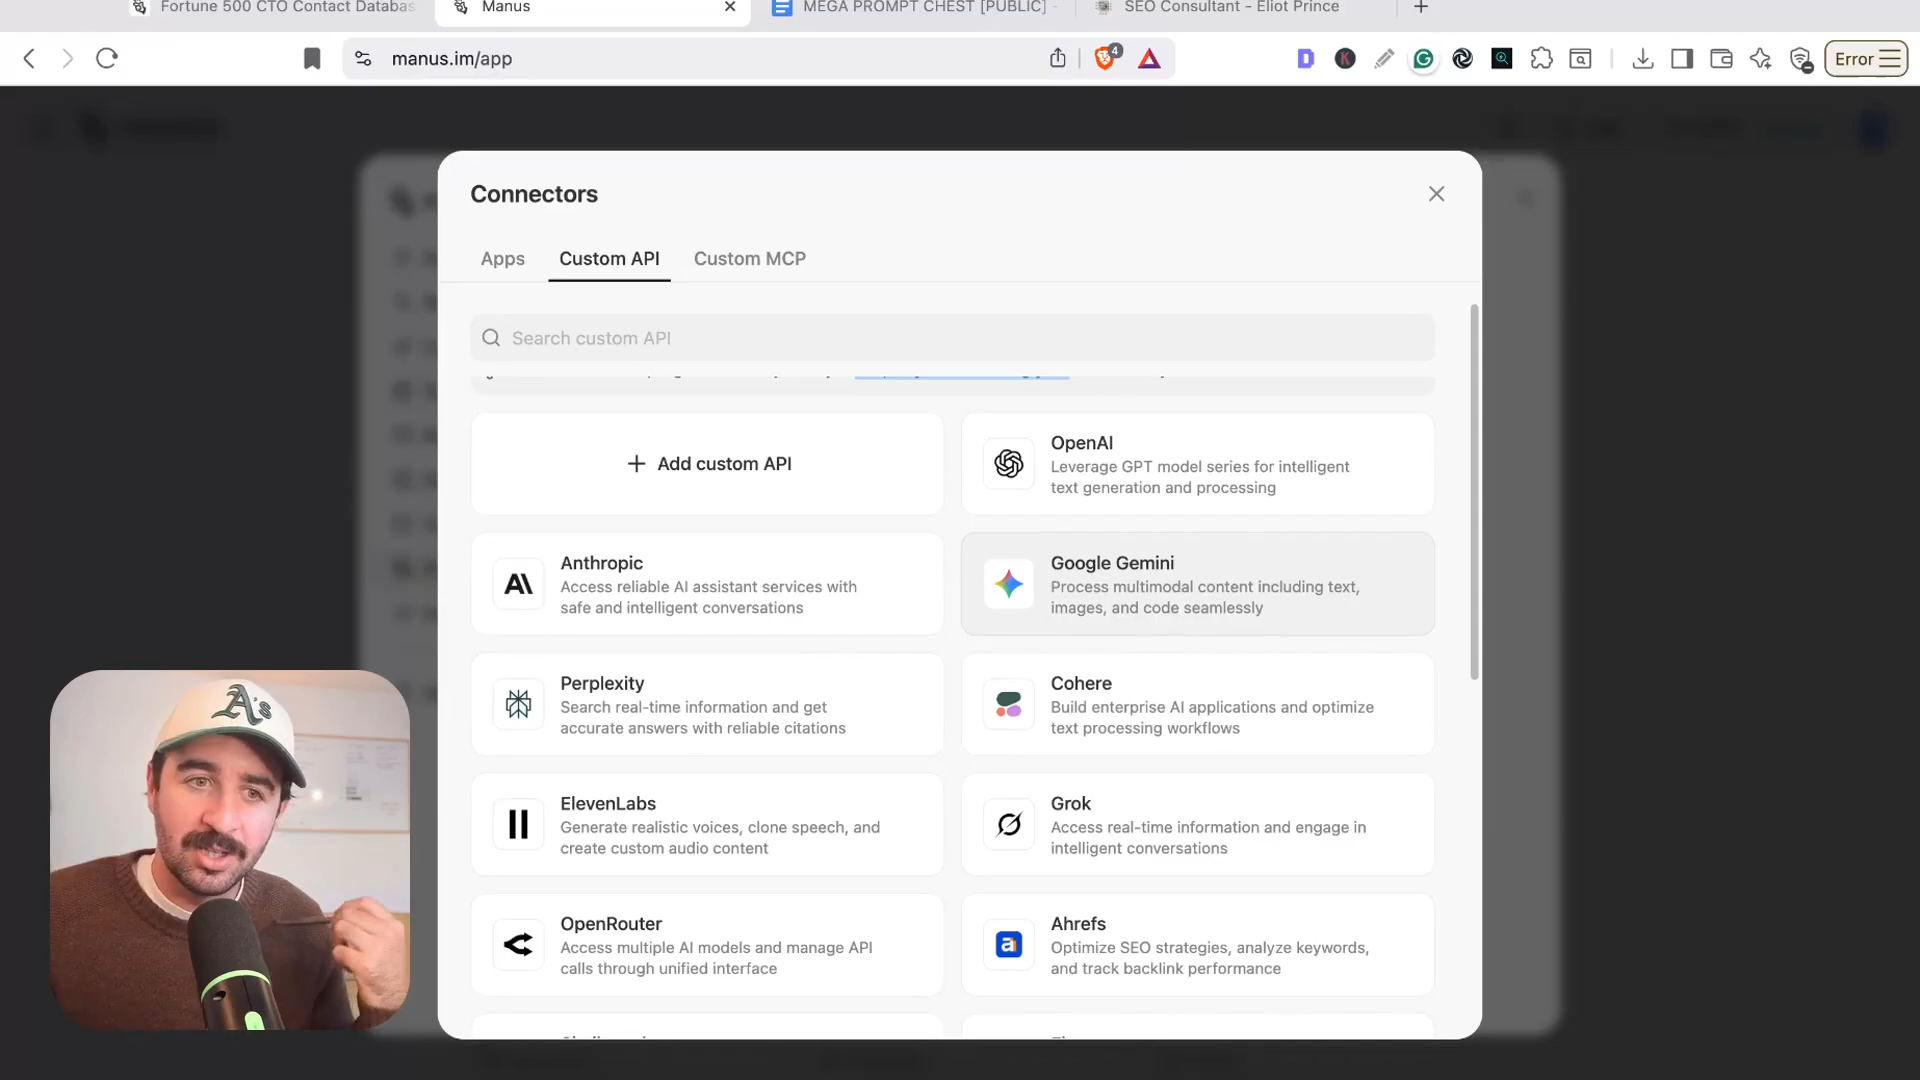 Fortune 500 CTO Contact Databas
Manus
MEGA PROMPT CHEST [PUBLIC] -
SEO Consultant - Eliot Prince
manus.im/app
4
Error
Connectors
Apps
Custom API
Custom MCP
Search custom API
Add custom API
OpenAI
Leverage GPT model series for intelligent
text generation and processing
Anthropic
Access reliable AI assistant services with
safe and intelligent conversations
Google Gemini
Process multimodal content including text,
images, and code seamlessly
Perplexity
Search real-time information and get
accurate answers with reliable citations
Cohere
Build enterprise AI applications and optimize
text processing workflows
ElevenLabs
Generate realistic voices, clone speech, and
create custom audio content
Grok
Access real-time information and engage in
intelligent conversations
OpenRouter
Access multiple AI models and manage API
calls through unified interface
Ahrefs
Optimize SEO strategies, analyze keywords,
and track backlink performance
A's